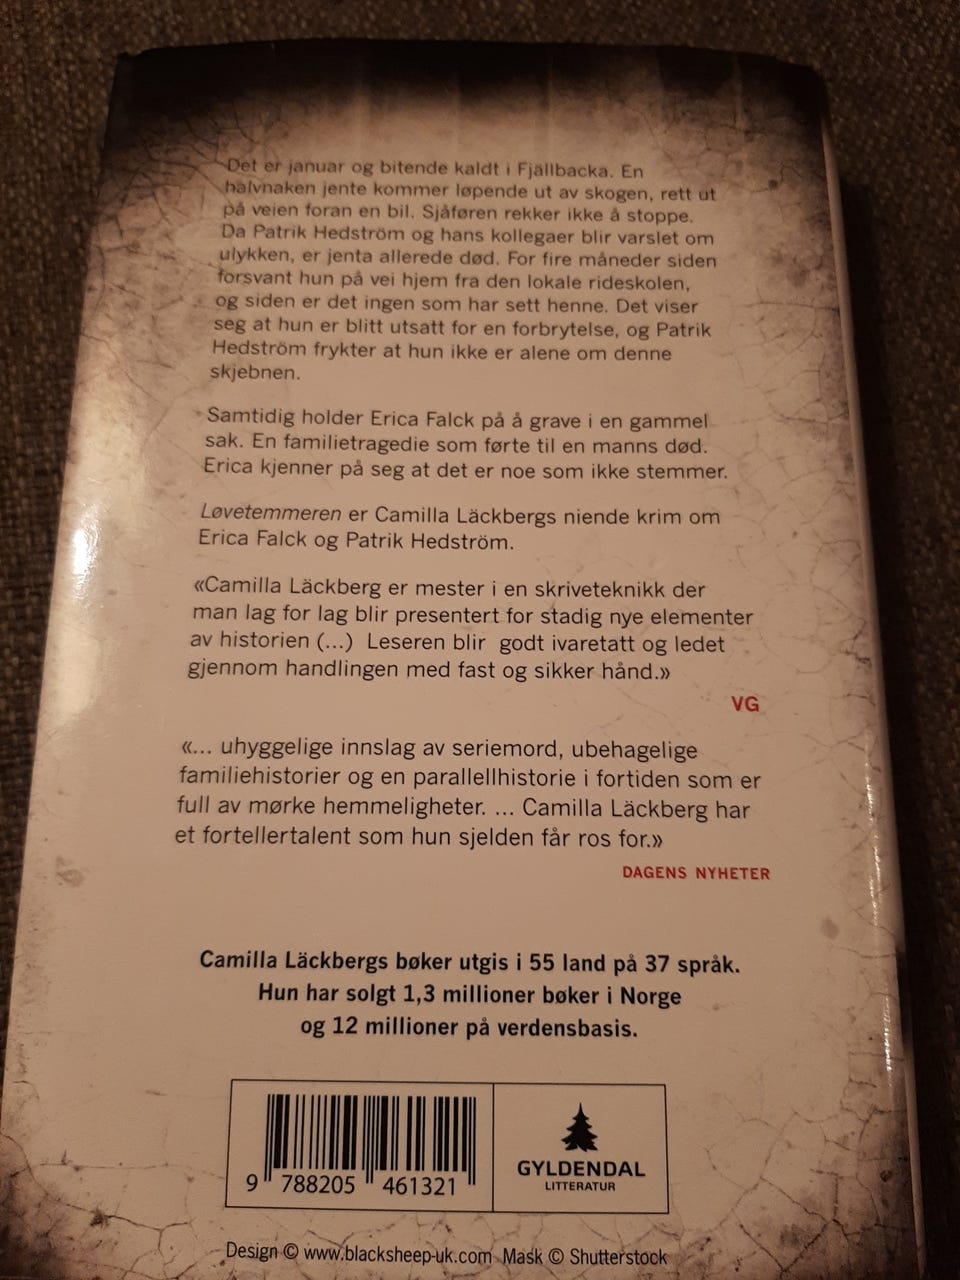 Det er januar og bitende kaldt i Fjällbacka. En
halvnaken jente kommer løpende ut av skogen, rett ut
på veien foran en bil. Sjåføren rekker ikke å stoppe.
Da Patrik Hedström og hans kollegaer blir varslet om
ulykken, er jenta allerede død. For fire måneder siden
forsvant hun på vei hjem fra den lokale rideskolen,
og siden er det ingen som har sett henne. Det viser
seg at hun er blitt utsatt for en forbrytelse, og Patrik
Hedström frykter at hun ikke er alene om denne
skjebnen.
Samtidig holder Erica Falck på å grave i en gammel
sak. En familietragedie som førte til en manns død.
Erica kjenner på seg at det er noe som ikke stemmer.
Løvetemmeren er Camilla Läckbergs niende krim om
Erica Falck og Patrik Hedström.
«Camilla Läckberg er mester i en skriveteknikk der
man lag for lag blir presentert for stadig nye elementer
av historien (...) Leseren blir godt ivaretatt og ledet
gjennom handlingen med fast og sikker hånd.»
VG
«... uhyggelige innslag av seriemord, ubehagelige
familiehistorier og en parallellhistorie i fortiden som er
full av mørke hemmeligheter. ... Camilla Läckberg har
et fortellertalent som hun sjelden får ros for.»
DAGENS NYHETER
Camilla Läckbergs bøker utgis i 55 land på 37 språk.
Hun har solgt 1,3 millioner bøker i Norge
og 12 millioner på verdensbasis.
9 788205 461321
GYLDENDAL
LITTERATUR
Design © www.blacksheep-uk.com Mask © Shutterstock